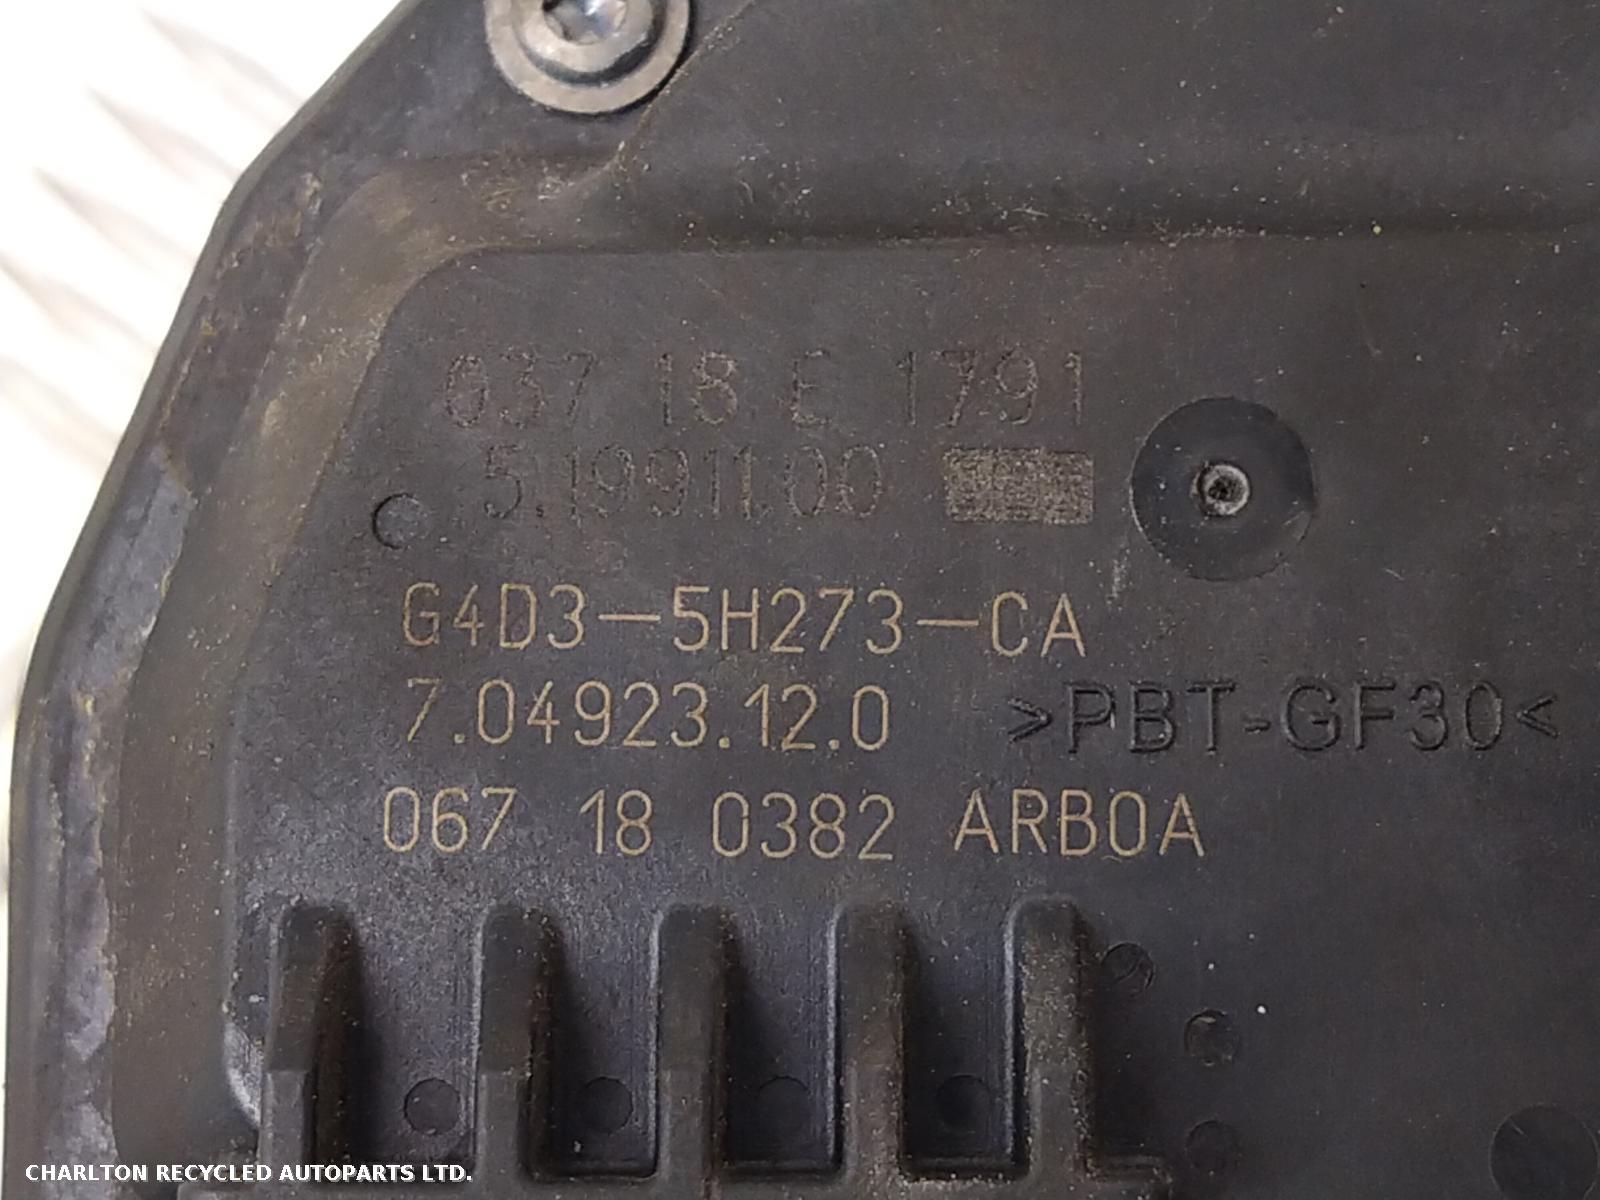 037 18 E 1791
5.19911.00
G4D3-5H273-CA
7.04923.12.0
>PBT-GF30<
067 18 0382 ARB0A
CHARLTON RECYCLED AUTOPARTS LTD.